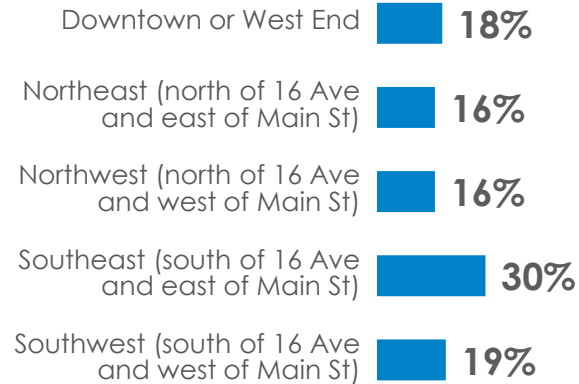 Downtown or West End 18%
Northeast (north of 16 Ave
and east of Main St) 16%
Northwest (north of 16 Ave
and west of Main St) 16%
Southeast (south of 16 Ave
and east of Main St) 30%
Southwest (south of 16 Ave
and west of Main St) 19%